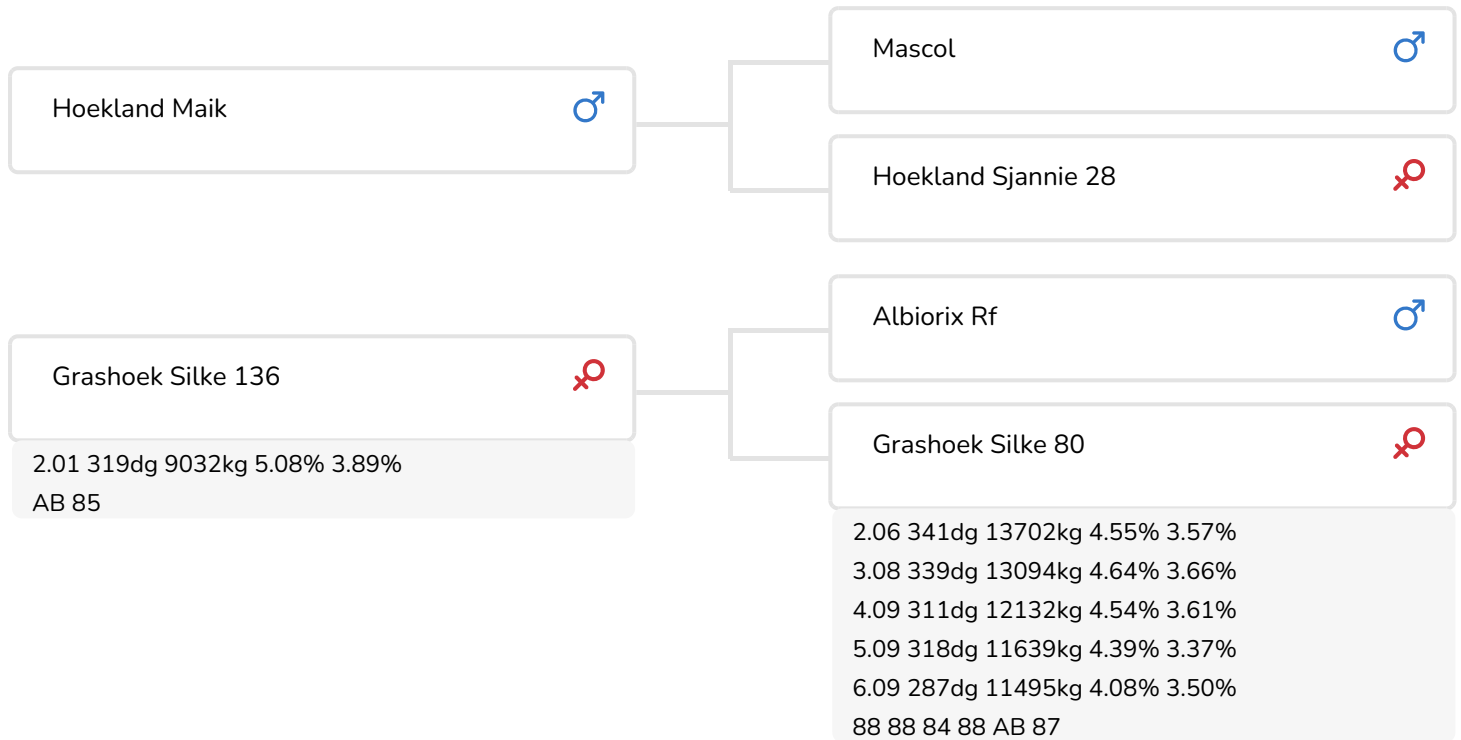 Hoekland Maik
Mascol
Hoekland Sjannie 28
Grashoek Silke 136
2.01 319dg 9032kg 5.08% 3.89%
AB 85
Albiorix Rf
Grashoek Silke 80
2.06 341dg 13702kg 4.55% 3.57%
3.08 339dg 13094kg 4.64% 3.66%
4.09 311dg 12132kg 4.54% 3.61%
5.09 318dg 11639kg 4.39% 3.37%
6.09 287dg 11495kg 4.08% 3.50%
88 88 84 88 AB 87